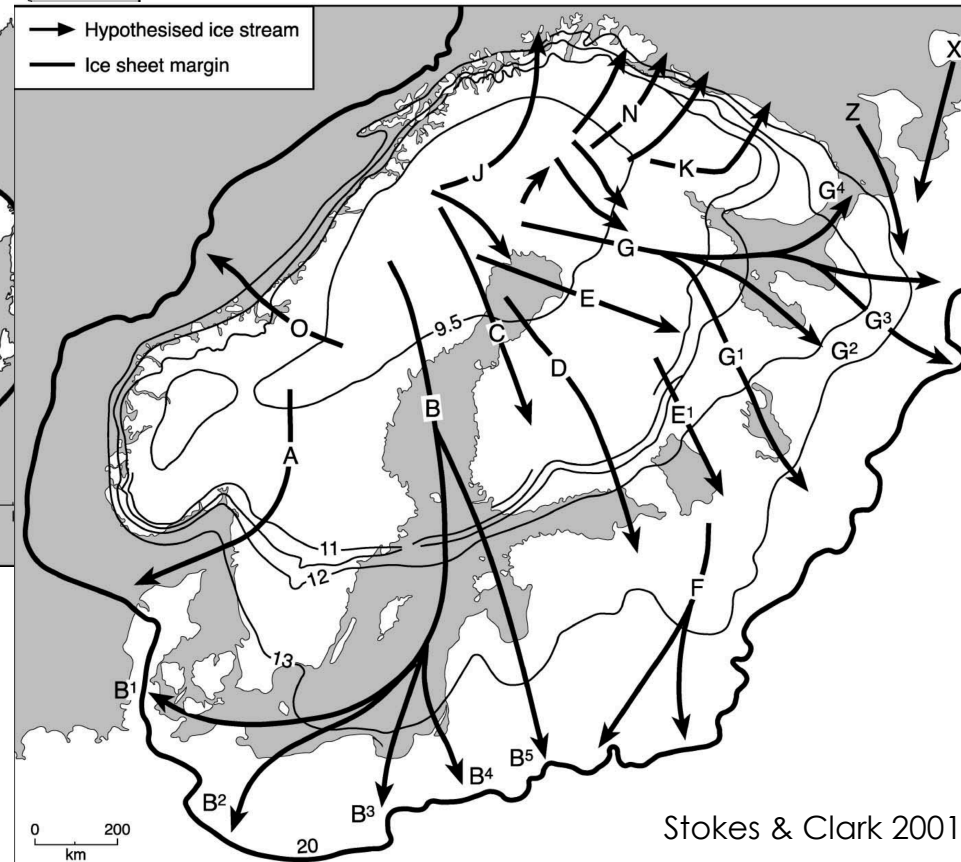 Hypothesised ice stream
Ice sheet margin
X
Z
N
K
J
G⁴
G
O
E
9.5
C
G³
D
G¹
G²
B
E¹
A
11
12
F
13
B¹
B⁵
B⁴
B²
B³
0 200
km
20
Stokes & Clark 2001